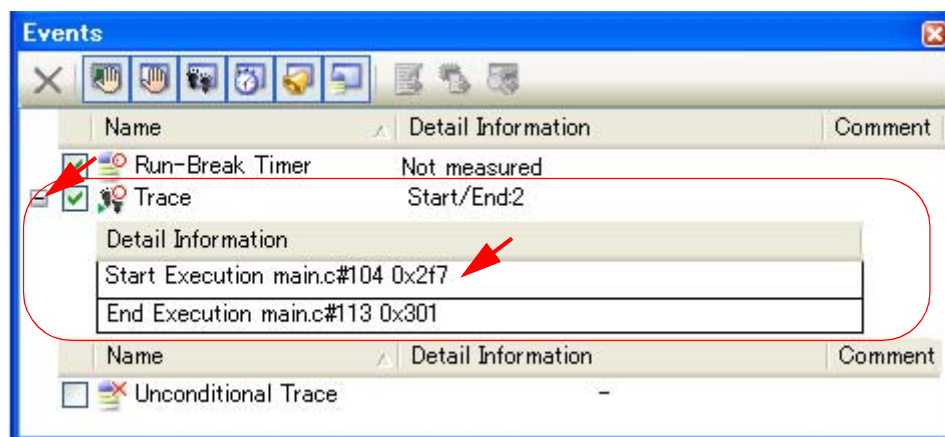 Events
Name Detail Information Comment
Run-Break Timer Not measured
Trace Start/End:2
Detail Information
Start Execution main.c#104 0x2f7
End Execution main.c#113 0x301
Name Detail Information Comment
Unconditional Trace -